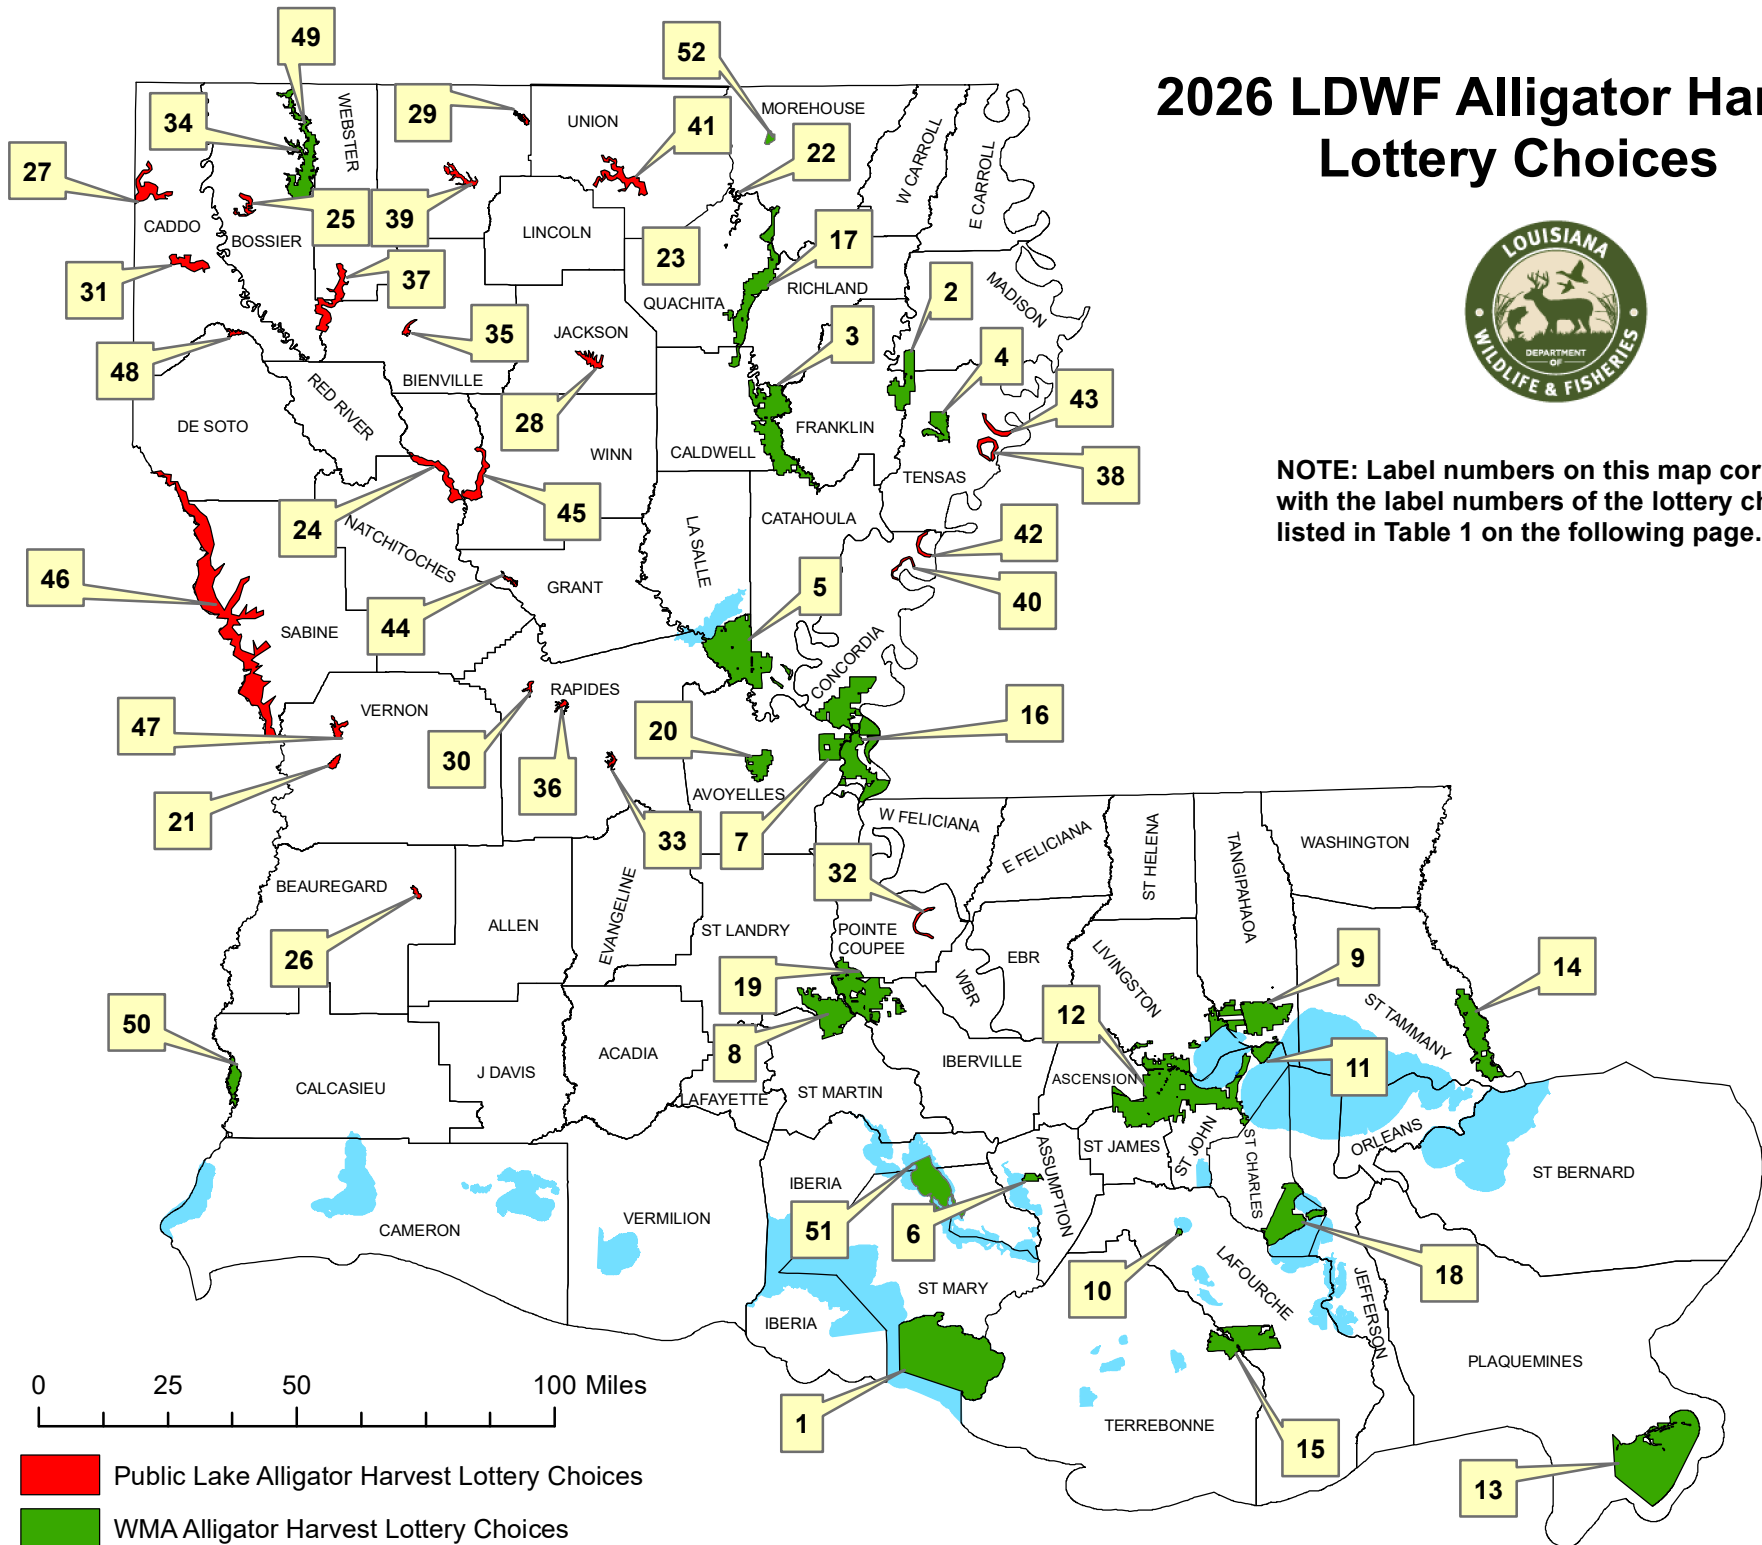 49
52
2026 LDWF Alligator Har
Lottery Choices
29
MOREHOUSE
WEBSTER
34
UNION
41
22
27
W CARROLL
E CARROLL
25
39
CADDO
BOSSIER
LINCOLN
17
23
31
37
RICHLAND
2
MADISON
QUACHITA
35
JACKSON
3
4
48
BIENVILLE
RED RIVER
28
43
DE SOTO
FRANKLIN
WINN
CALDWELL
38
TENSAS
LOUISIANA
DEPARTMENT
OF
WILDLIFE & FISHERIES
NOTE: Label numbers on this map cor
with the label numbers of the lottery ch
listed in Table 1 on the following page.
24
45
NATCHITOCHES
LA SALLE
CATAHOULA
42
46
GRANT
5
40
44
SABINE
CONCORDIA
RAPIDES
VERNON
47
30
20
16
36
AVOYELLES
21
33
7
W FELICIANA
E FELICIANA
ST HELENA
TANGIPAHAOA
WASHINGTON
32
BEAUREGARD
ALLEN
EVANGELINE
ST LANDRY
POINTE
COUPEE
EBR
WBR
LIVINGSTON
26
19
9
14
ST TAMMANY
50
12
8
ACADIA
IBERVILLE
11
J DAVIS
CALCASIEU
LAFAYETTE
ST MARTIN
ASCENSION
ORLEANS
ST JAMES
ST JOHN
ST CHARLES
ASSUMPTION
ST BERNARD
IBERIA
CAMERON
VERMILION
51
6
10
LAFOURCHE
18
JEFFERSON
ST MARY
IBERIA
PLAQUEMINES
0 25 50 100 Miles
1
TERREBONNE
15
13
Public Lake Alligator Harvest Lottery Choices
WMA Alligator Harvest Lottery Choices